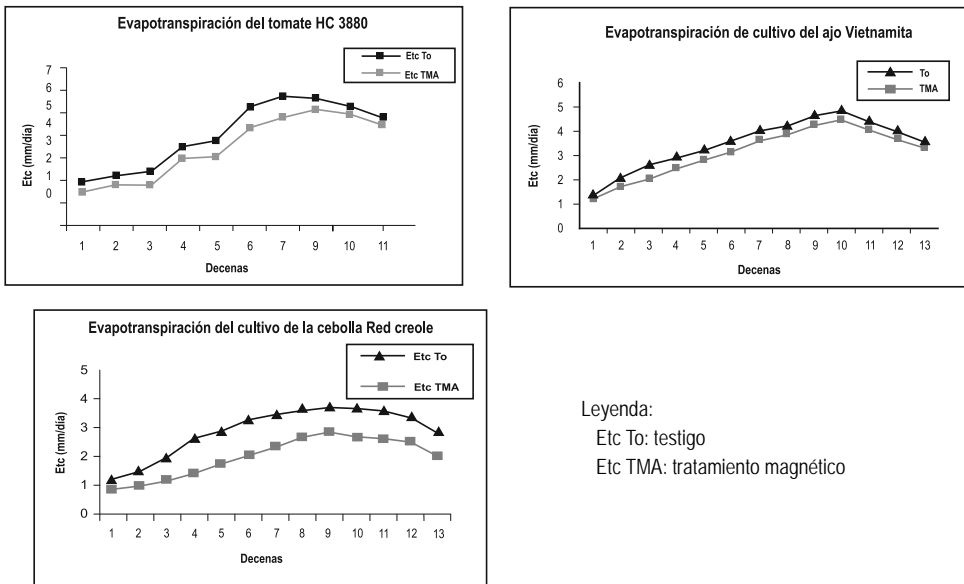 Evapotranspiración del tomate HC 3880
Etc To
Etc TMA
Etc (mm/día)
7
6
5
4
3
2
1
0
1 2 3 4 5 6 7 9 10 11
Decenas
Evapotranspiración de cultivo del ajo Vietnamita
To
TMA
Etc (mm/día)
6
5
4
3
2
1
0
1 2 3 4 5 6 7 8 9 10 11 12 13
Decenas
Evapotranspiración del cultivo de la cebolla Red creole
Etc To
Etc TMA
Etc (mm/día)
5
4
3
2
1
0
1 2 3 4 5 6 7 8 9 10 11 12 13
Decenas
Leyenda:
Etc To: testigo
Etc TMA: tratamiento magnético